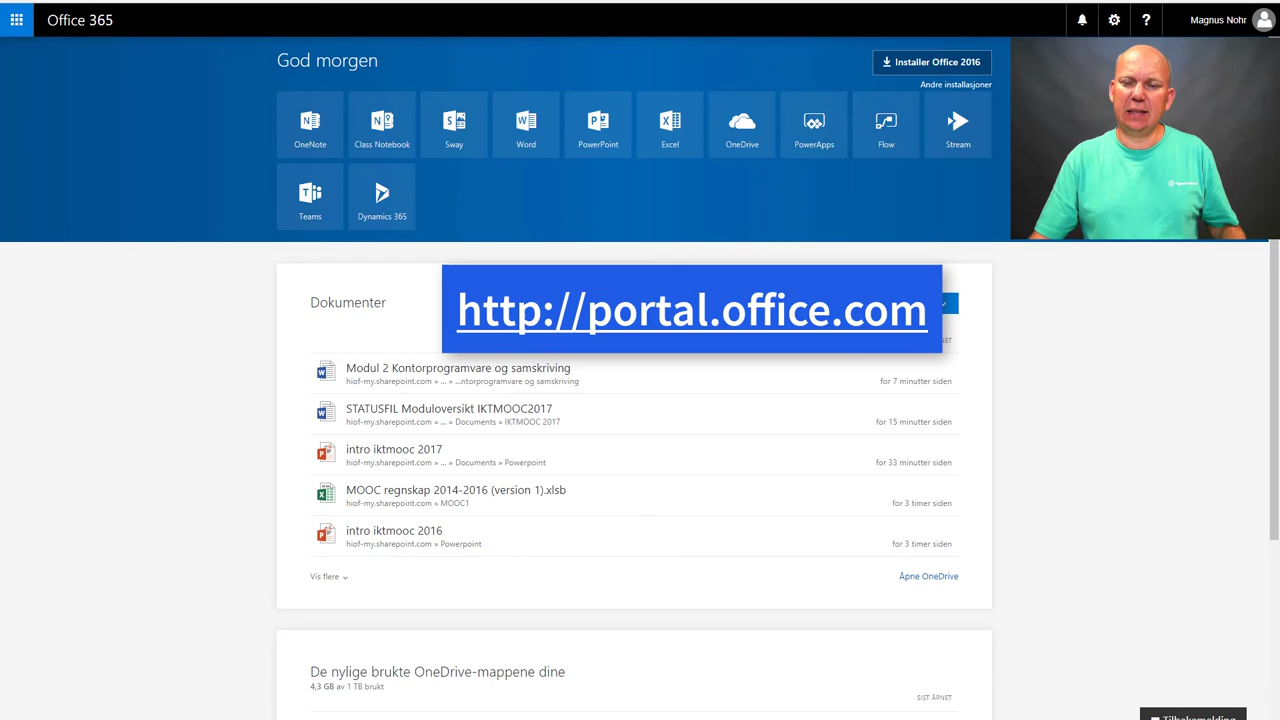 Office 365
Magnus Nohr
God morgen
Installer Office 2016
Andre installasjoner
OneNote
Class Notebook
Sway
Word
PowerPoint
Excel
OneDrive
PowerApps
Flow
Stream
Teams
Dynamics 365
Dokumenter
http://portal.office.com
Modul 2 Kontorprogramvare og samskriving
hiof-my.sharepoint.com » ... » ...ntorprogramvare og samskriving
for 7 minutter siden
STATUSFIL Moduloversikt IKTMOOC2017
hiof-my.sharepoint.com » ... » Documents » IKTMOOC 2017
for 15 minutter siden
intro iktmooc 2017
hiof-my.sharepoint.com » ... » Documents » Powerpoint
for 33 minutter siden
MOOC regnskap 2014-2016 (version 1).xlsb
hiof-my.sharepoint.com » MOOC1
for 3 timer siden
intro iktmooc 2016
hiof-my.sharepoint.com » Powerpoint
for 3 timer siden
Vis flere
Åpne OneDrive
De nylige brukte OneDrive-mappene dine
4,3 GB av 1 TB brukt
SIST ÅPNET
Tilbakemelding